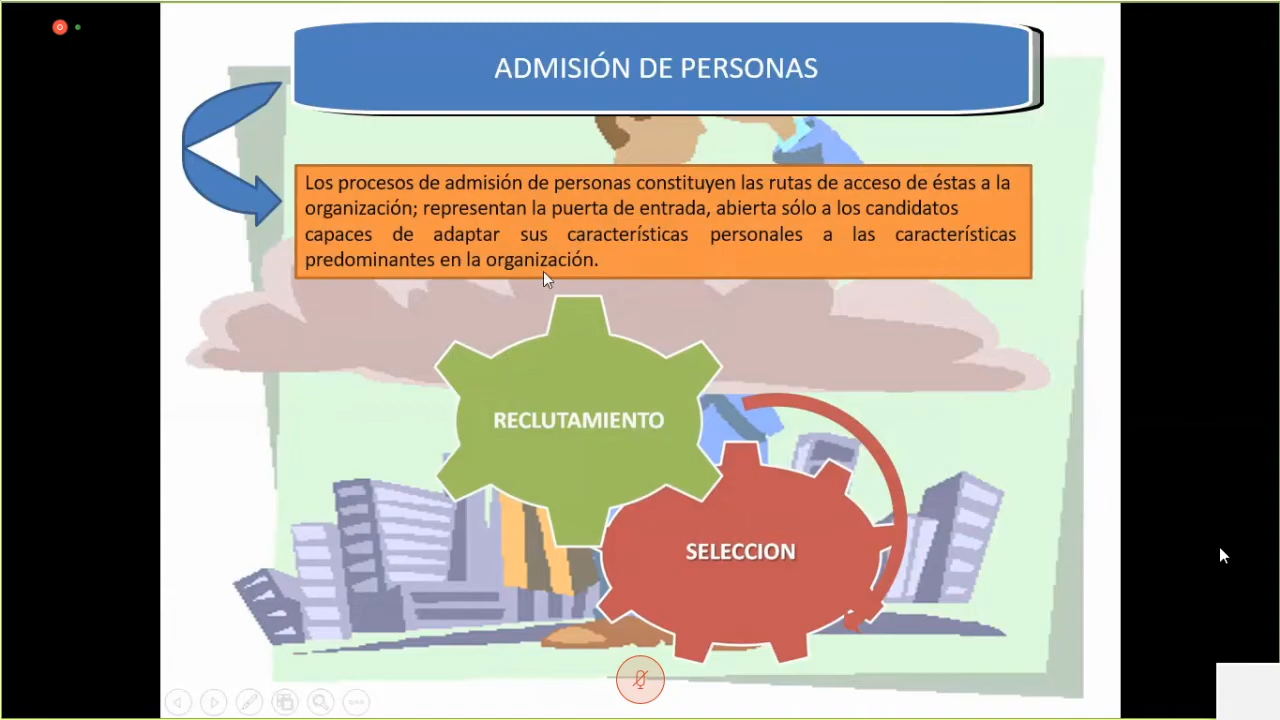 ADMISIÓN DE PERSONAS
Los procesos de admisión de personas constituyen las rutas de acceso de éstas a la
organización; representan la puerta de entrada, abierta sólo a los candidatos
capaces de adaptar sus características personales a las características
predominantes en la organización.
RECLUTAMIENTO
SELECCION